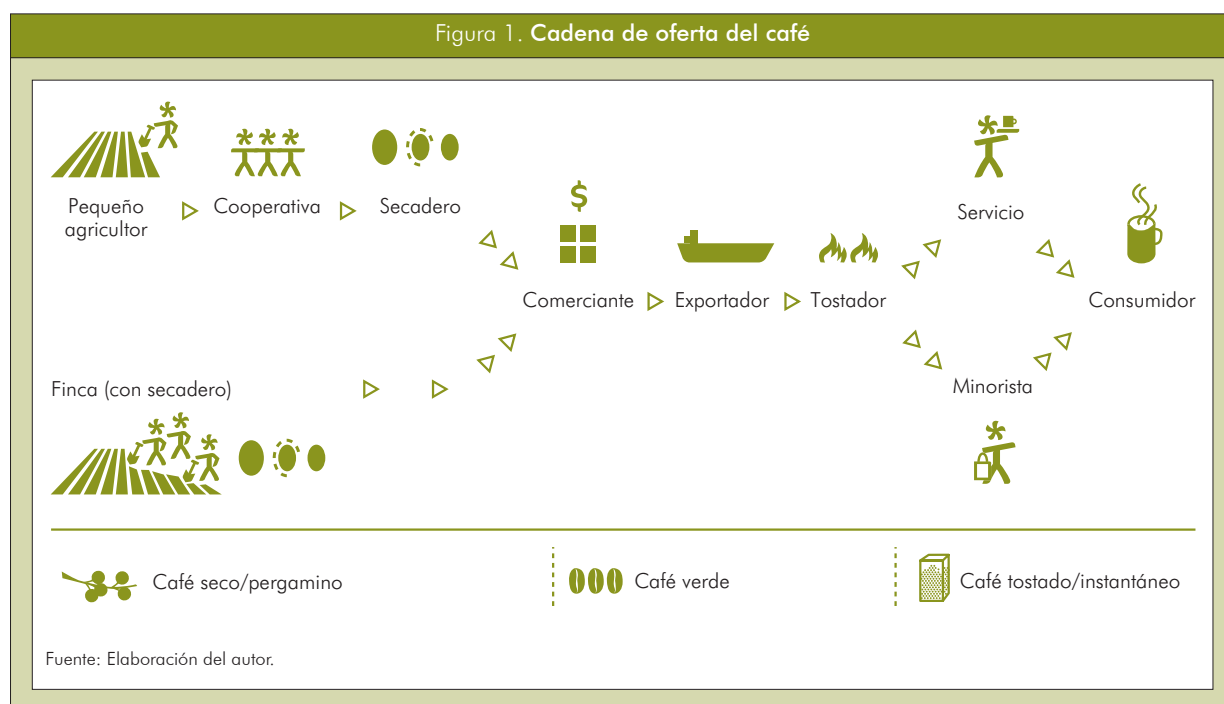 Figura 1. Cadena de oferta del café
Pequeño
agricultor
Cooperativa
Secadero
$
Servicio
Comerciante
Exportador
Tostador
Consumidor
Finca (con secadero)
Minorista
Café seco/pergamino
Café verde
Café tostado/instantáneo
Fuente: Elaboración del autor.